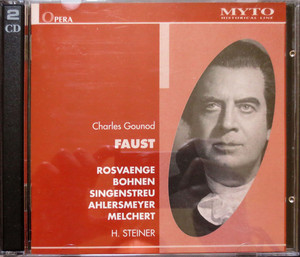 2
CD
OPERA
MYTO
HISTORICAL LINE
Charles Gounod
FAUST
ROSVAENGE
BOHNEN
SINGENSTREU
AHLERSMEYER
MELCHERT
H. STEINER